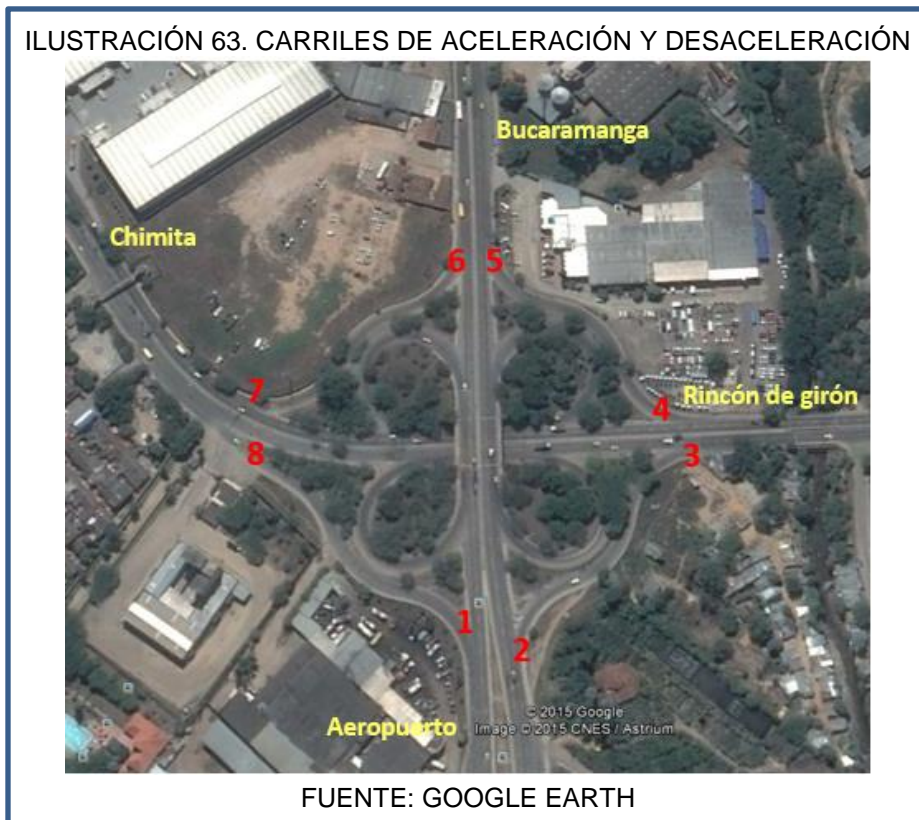 ILUSTRACIÓN 63. CARRILES DE ACELERACIÓN Y DESACELERACIÓN
Bucaramanga
Chimita
6 5
7
Rincón de girón
4
8
3
1
2
Aeropuerto
© 2015 Google
Image © 2015 CNES / Astrium
FUENTE: GOOGLE EARTH